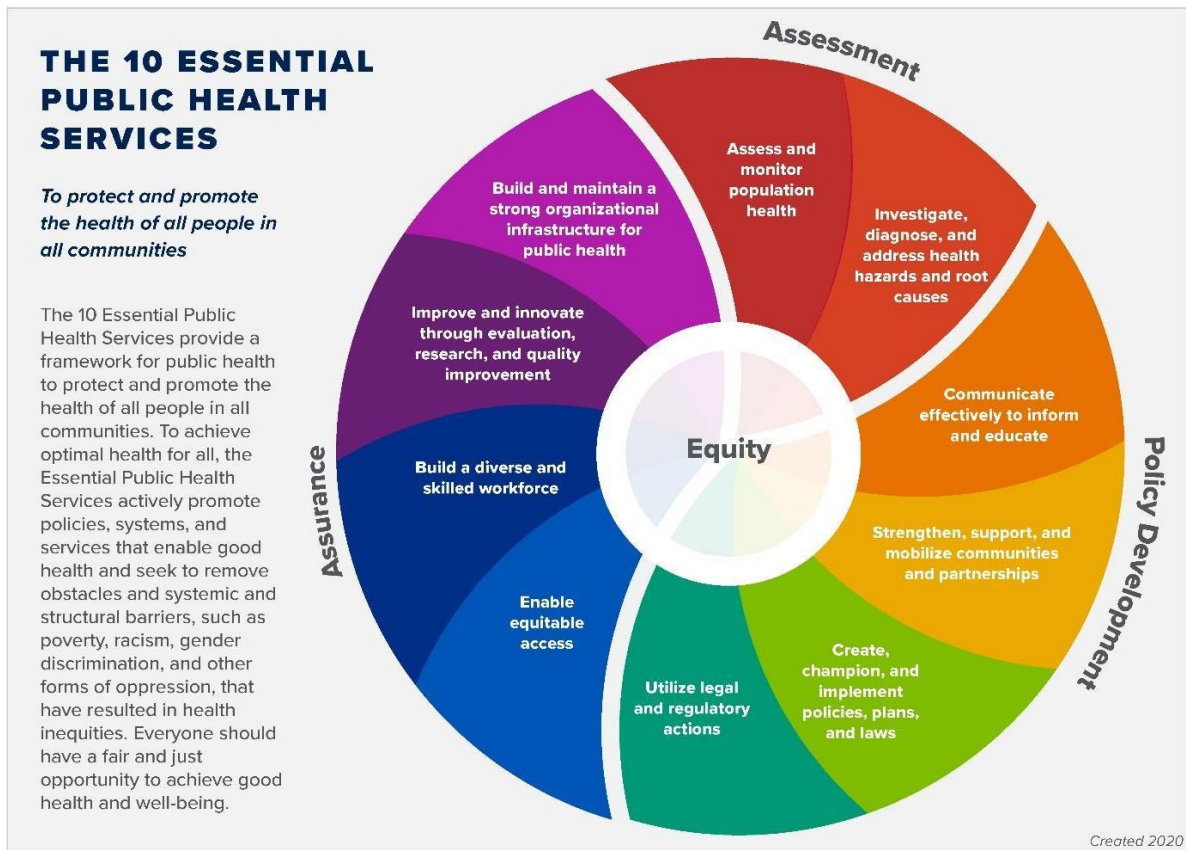 THE 10 ESSENTIAL
PUBLIC HEALTH
SERVICES
To protect and promote
the health of all people in
all communities
The 10 Essential Public
Health Services provide a
framework for public health
to protect and promote the
health of all people in all
communities. To achieve
optimal health for all, the
Essential Public Health
Services actively promote
policies, systems, and
services that enable good
health and seek to remove
obstacles and systemic and
structural barriers, such as
poverty, racism, gender
discrimination, and other
forms of oppression, that
have resulted in health
inequities. Everyone should
have a fair and just
opportunity to achieve good
health and well-being.
Assessment
Assess and
monitor
population
health
Investigate,
diagnose, and
address health
hazards and root
causes
Policy Development
Communicate
effectively to inform
and educate
Strengthen, support, and
mobilize communities
and partnerships
Create,
champion, and
implement
policies, plans,
and laws
Utilize legal
and regulatory
actions
Assurance
Enable
equitable
access
Build a diverse and
skilled workforce
Improve and innovate
through evaluation,
research, and quality
improvement
Build and maintain a
strong organizational
infrastructure for
public health
Equity
Created 2020